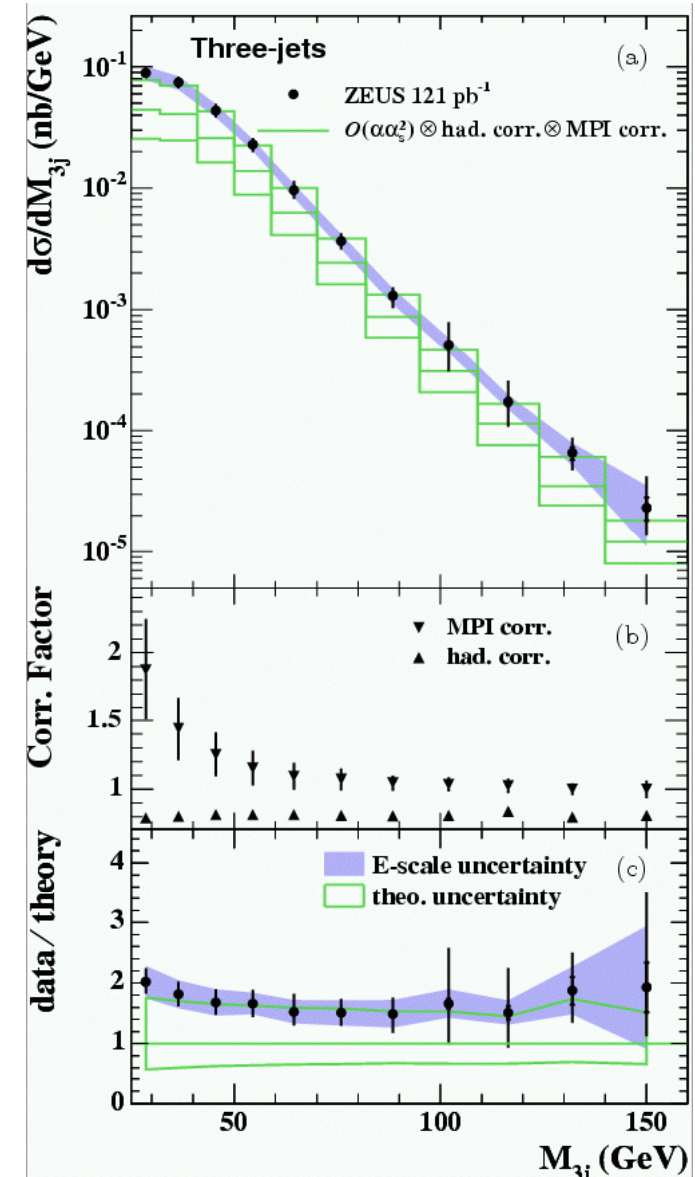 Three-jets
(a)
ZEUS 121 pb⁻¹
O(αα²ₛ) ⊗ had. corr. ⊗ MPI corr.
dσ/dM₃ⱼ (nb/GeV)
10⁻¹
10⁻²
10⁻³
10⁻⁴
10⁻⁵
(b)
MPI corr.
had. corr.
Corr. Factor
2
1.5
1
(c)
E-scale uncertainty
theo. uncertainty
data/ theory
4
3
2
1
0
50 100 150
M₃ⱼ (GeV)